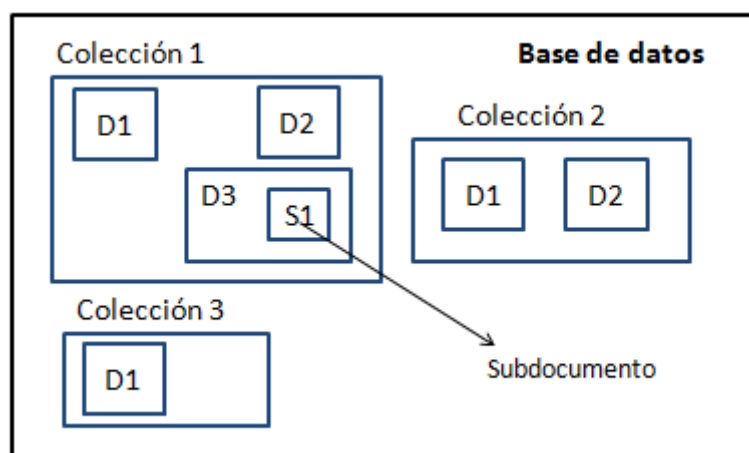 Colección 1
Base de datos
D1
D2
D3
S1
Colección 2
D1
D2
Colección 3
D1
Subdocumento